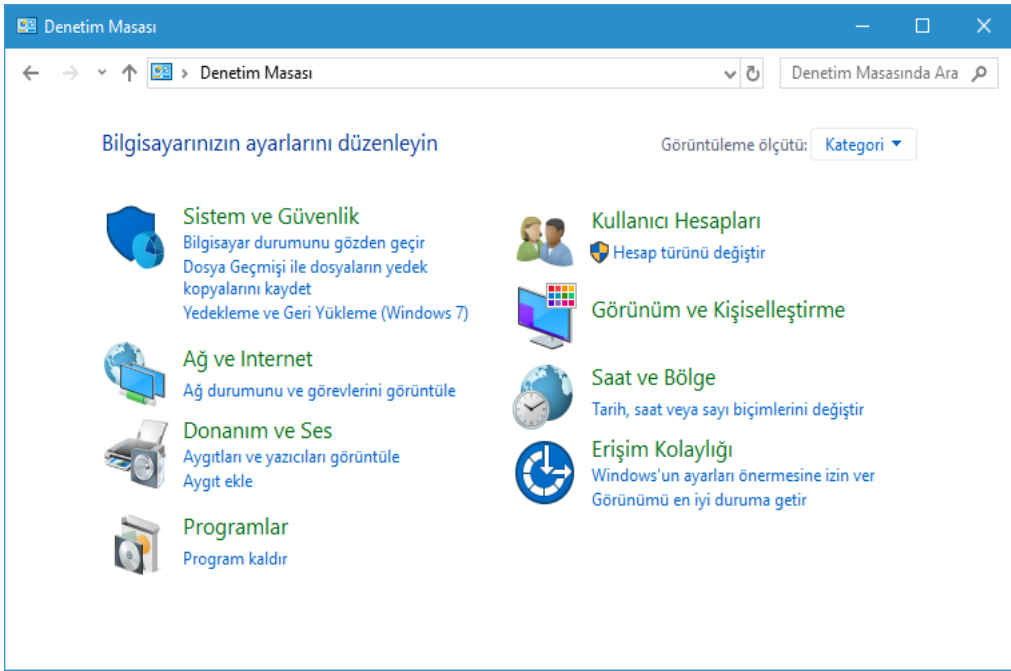 Denetim Masası
Denetim Masası
Denetim Masasında Ara
Bilgisayarınızın ayarlarını düzenleyin
Görüntüleme ölçütü: Kategori
Sistem ve Güvenlik
Bilgisayar durumunu gözden geçir
Dosya Geçmişi ile dosyaların yedek
kopyalarını kaydet
Yedekleme ve Geri Yükleme (Windows 7)
Ağ ve Internet
Ağ durumunu ve görevlerini görüntüle
Donanım ve Ses
Aygıtları ve yazıcıları görüntüle
Aygıt ekle
Programlar
Program kaldır
Kullanıcı Hesapları
Hesap türünü değiştir
Görünüm ve Kişiselleştirme
Saat ve Bölge
Tarih, saat veya sayı biçimlerini değiştir
Erişim Kolaylığı
Windows'un ayarları önermesine izin ver
Görünümü en iyi duruma getir